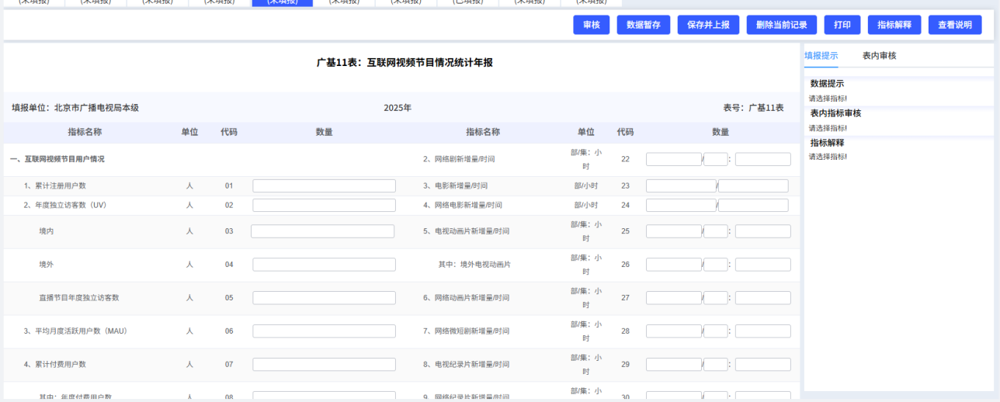 (未填报) (未填报) (未填报) (未填报) (未填报) (未填报) (未填报) (已填报) (未填报) (未填报)
审核 数据暂存 保存并上报 删除当前记录 打印 指标解释 查看说明
广基11表：互联网视频节目情况统计年报
填报单位：北京市广播电视局本级 2025年 表号：广基11表
指标名称 单位 代码 数量 指标名称 单位 代码 数量
一、互联网视频节目用户情况 2、网络剧新增量/时间 部/集：小时 22 / ：
1、累计注册用户数 人 01 3、电影新增量/时间 部/小时 23 /
2、年度独立访客数（UV） 人 02 4、网络电影新增量/时间 部/小时 24 /
境内 人 03 5、电视动画片新增量/时间 部/集：小时 25 / ：
境外 人 04 其中：境外电视动画片 部/集：小时 26 / ：
直播节目年度独立访客数 人 05 6、网络动画片新增量/时间 部/集：小时 27 / ：
3、平均月度活跃用户数（MAU） 人 06 7、网络微短剧新增量/时间 部/集：小时 28 / ：
4、累计付费用户数 人 07 8、电视纪录片新增量/时间 部/集：小时 29 / ：
其中：年度付费用户数 人 08 9、网络纪录片新增量/时间 部/集：小 30
填报提示 表内审核
数据提示
请选择指标!
表内指标审核
请选择指标!
指标解释
请选择指标!